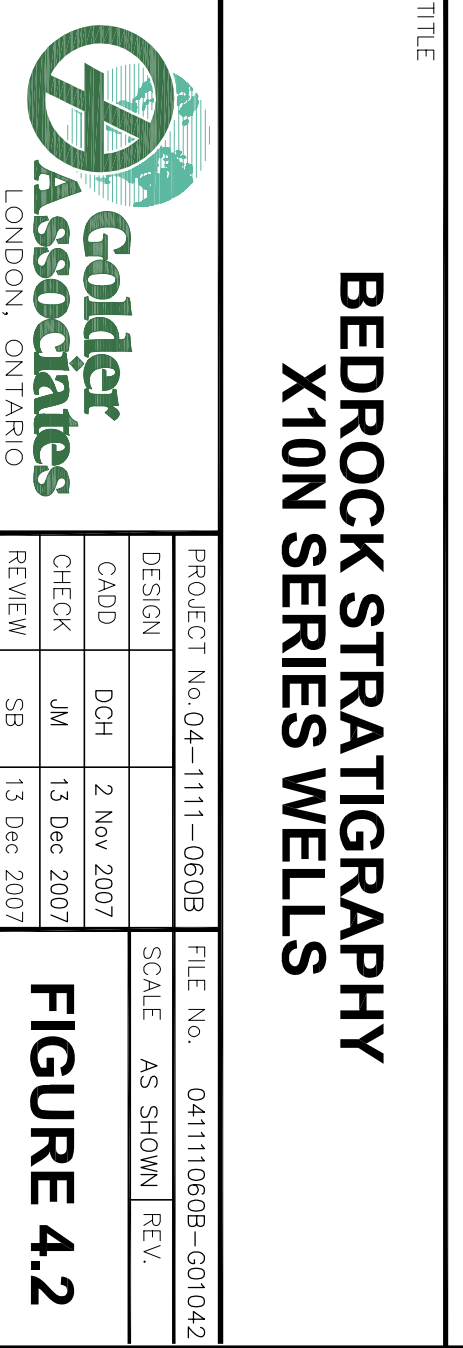 TITLE
BEDROCK STRATIGRAPHY
X10N SERIES WELLS
Golder
Associates
LONDON, ONTARIO
PROJECT No. 04-1111-060B FILE No. 041111060B-G01042
DESIGN SCALE AS SHOWN REV.
CADD DCH 2 Nov 2007
CHECK JM 13 Dec 2007
REVIEW SB 13 Dec 2007
FIGURE 4.2